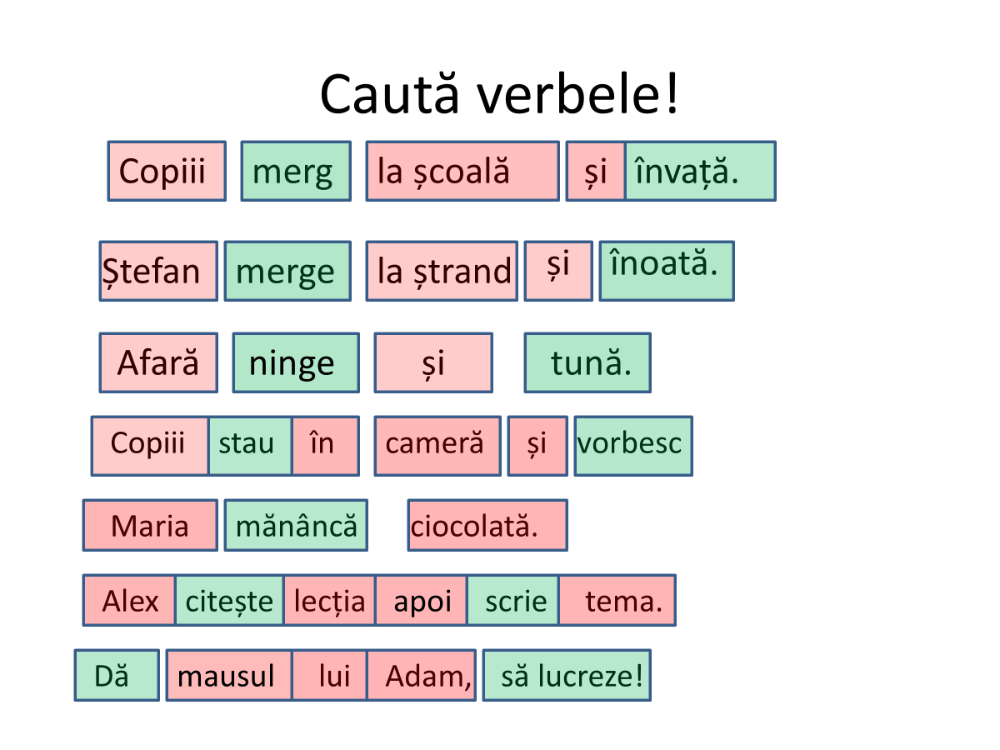 Caută verbele!
Copiii merg la școală și învață.
Ștefan merge la ștrand și înoată.
Afară ninge și tună.
Copiii stau în cameră și vorbesc
Maria mănâncă ciocolată.
Alex citește lecția apoi scrie tema.
Dă mausul lui Adam, să lucreze!